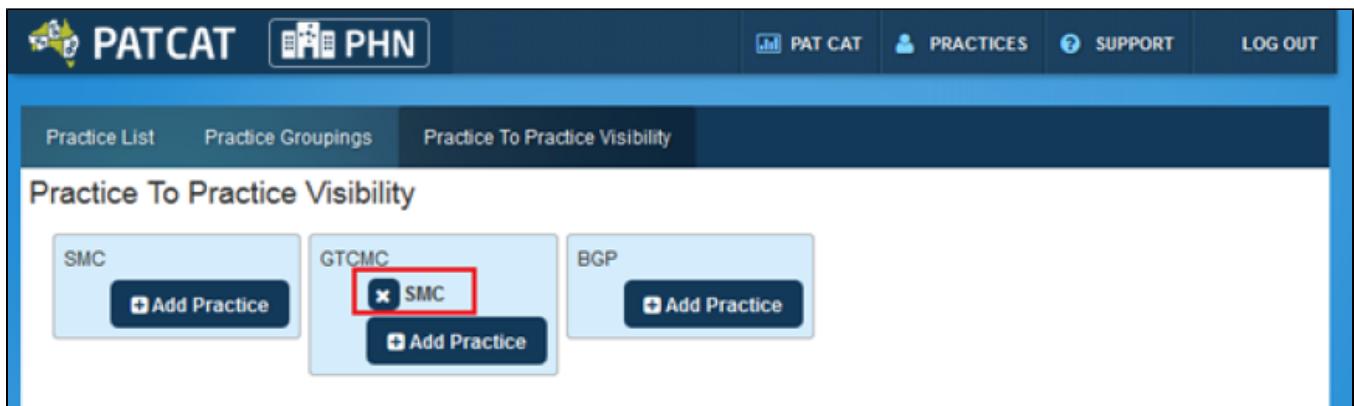 PATCAT PHN PAT CAT PRACTICES SUPPORT LOG OUT
Practice List Practice Groupings Practice To Practice Visibility
Practice To Practice Visibility
SMC
Add Practice
GTCMC
SMC
Add Practice
BGP
Add Practice